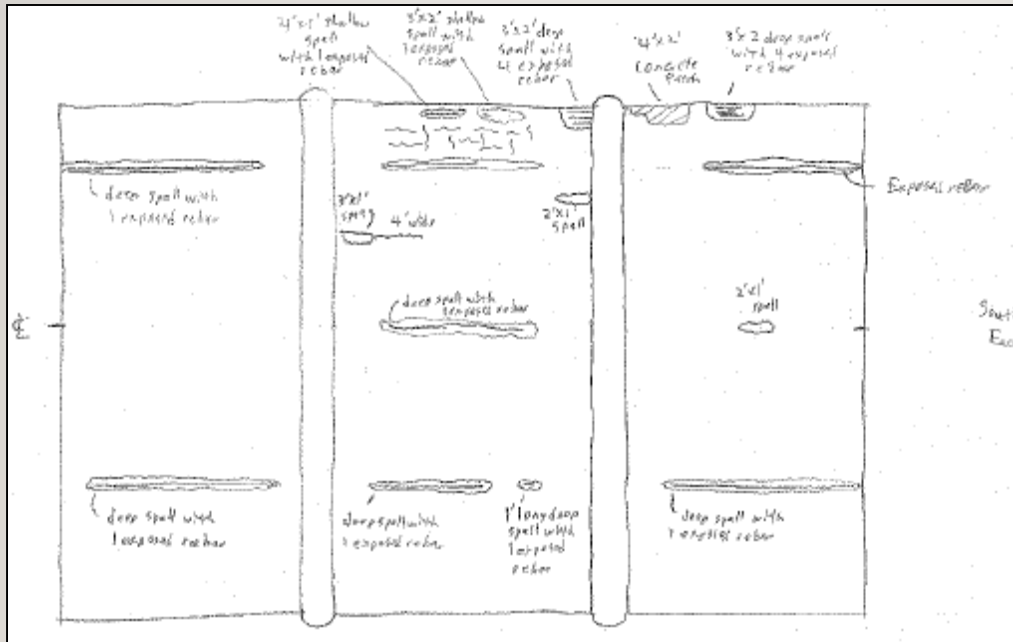 4'x1' shallow
spall
with 1 exposed
rebar
3'x2' shallow
spall with
1 exposed
rebar
3'x2' deep
spall with
4 exposed
rebar
4'x2'
Concrete
Patch
3'x2' deep spall
with 4 exposed
rebar
deep spall with
1 exposed rebar
3'x1'
spall
4' wide
2'x1'
spall
Exposed rebar
deep spall with
1 exposed rebar
2'x1'
spall
℄
deep spall with
1 exposed rebar
deep spall with
1 exposed rebar
1' long deep
spall with
1 exposed
rebar
deep spall with
1 exposed rebar